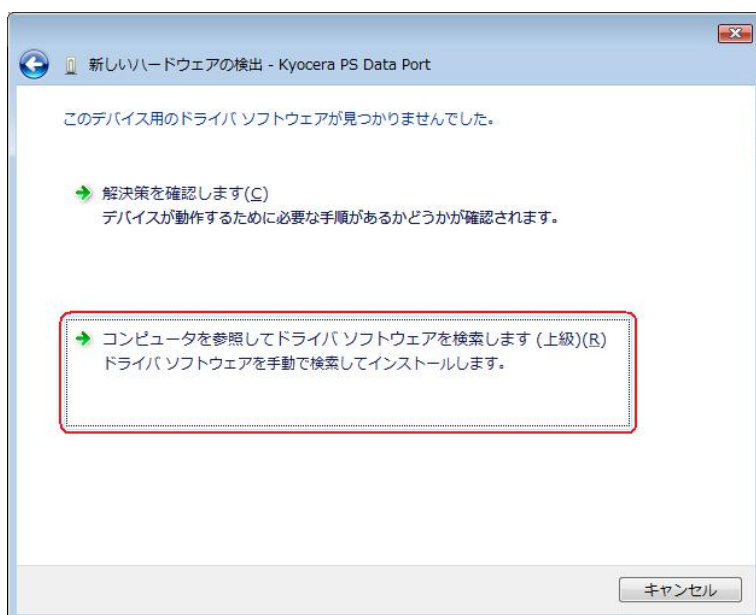 新しいハードウェアの検出 - Kyocera PS Data Port
このデバイス用のドライバ ソフトウェアが見つかりませんでした。
解決策を確認します(C)
デバイスが動作するために必要な手順があるかどうかが確認されます。
コンピュータを参照してドライバ ソフトウェアを検索します (上級)(R)
ドライバ ソフトウェアを手動で検索してインストールします。
キャンセル